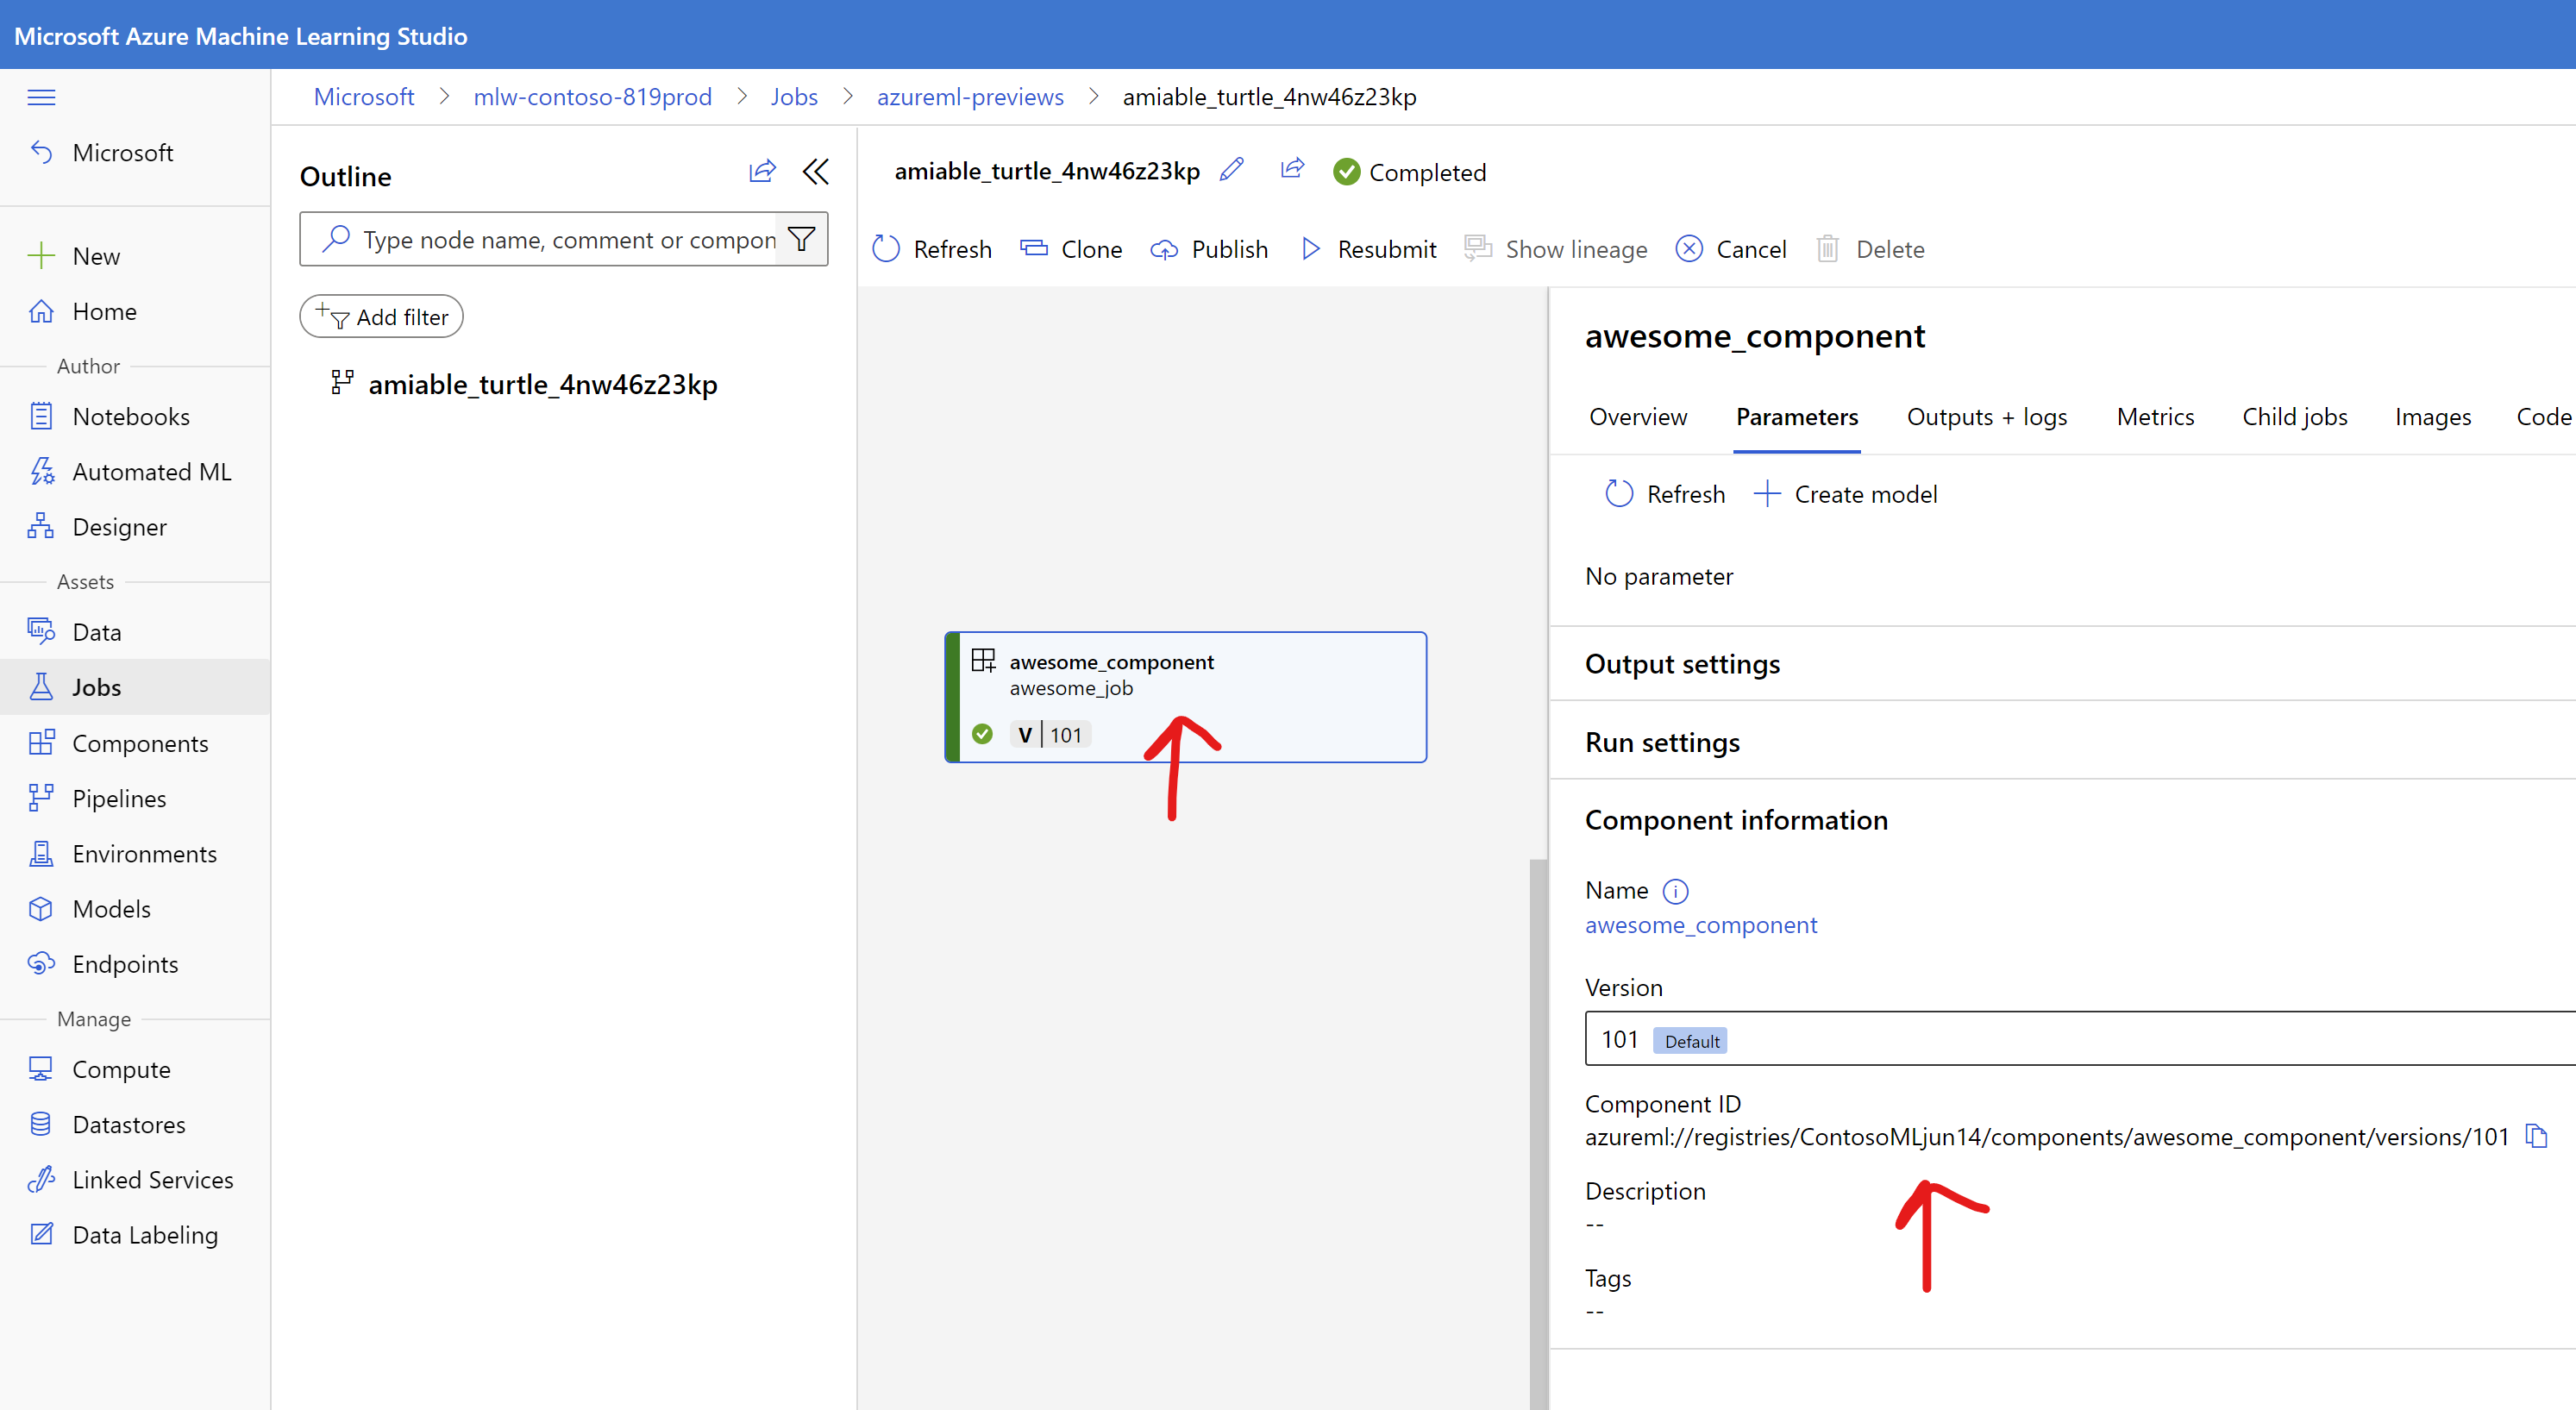 Microsoft Azure Machine Learning Studio
Microsoft > mlw-contoso-819prod > Jobs > azureml-previews > amiable_turtle_4nw46z23kp
Microsoft
New
Home
Author
Notebooks
Automated ML
Designer
Assets
Data
Jobs
Components
Pipelines
Environments
Models
Endpoints
Manage
Compute
Datastores
Linked Services
Data Labeling
Outline
Type node name, comment or compon
Add filter
amiable_turtle_4nw46z23kp
amiable_turtle_4nw46z23kp Completed
Refresh Clone Publish Resubmit Show lineage Cancel Delete
awesome_component
awesome_job
V 101
awesome_component
Overview Parameters Outputs + logs Metrics Child jobs Images Code
Refresh Create model
No parameter
Output settings
Run settings
Component information
Name
awesome_component
Version
101 Default
Component ID
azureml://registries/ContosoMLjun14/components/awesome_component/versions/101
Description
--
Tags
--